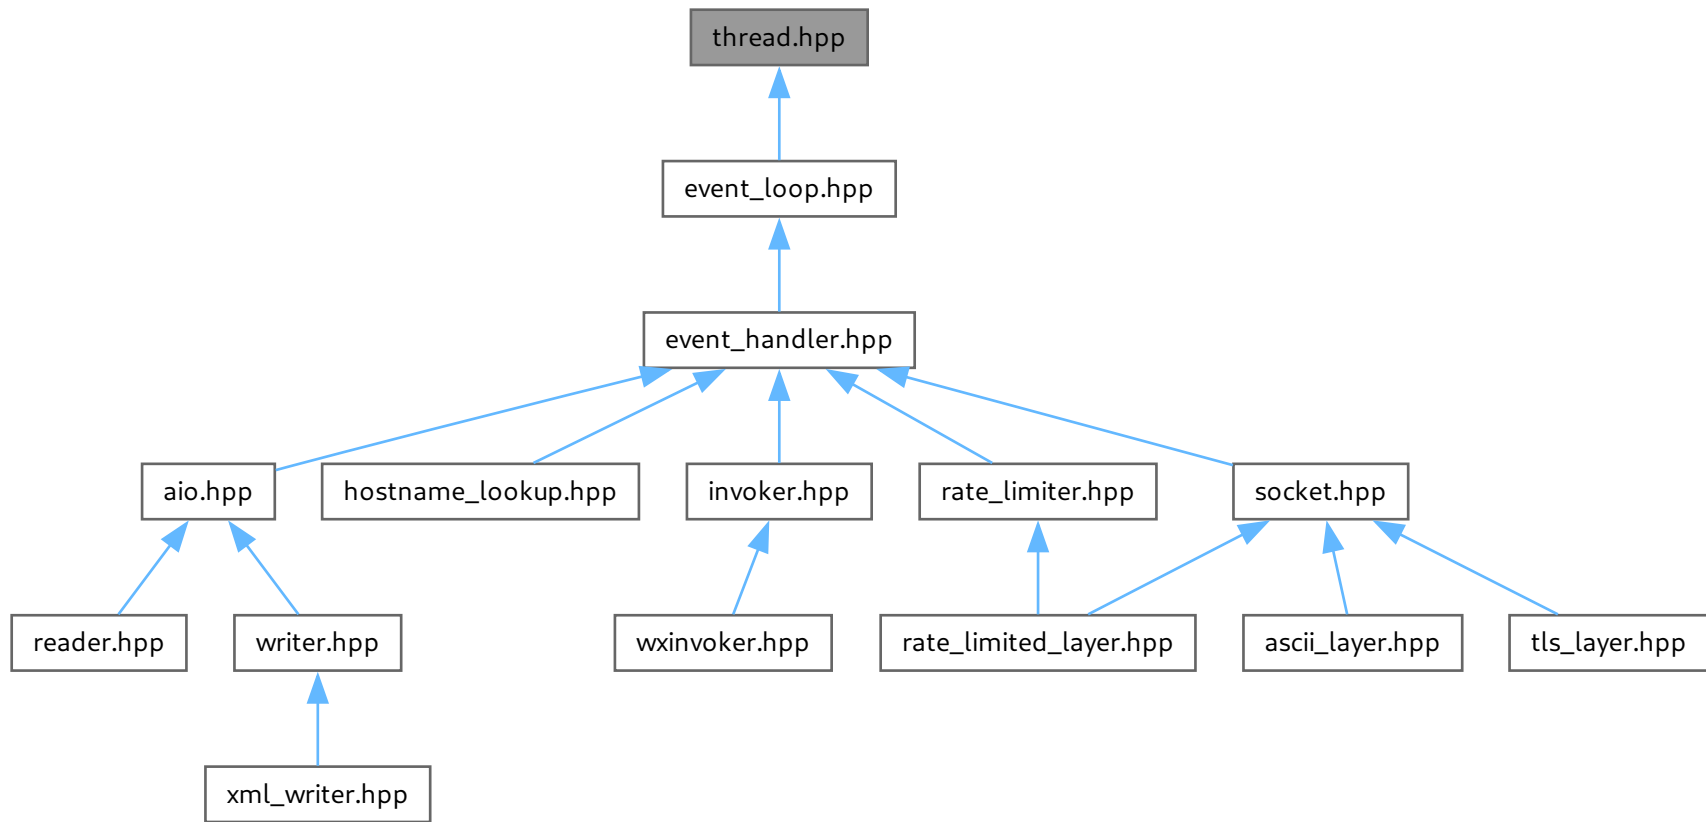 thread.hpp
event_loop.hpp
event_handler.hpp
aio.hpp
hostname_lookup.hpp
invoker.hpp
rate_limiter.hpp
socket.hpp
reader.hpp
writer.hpp
wxinvoker.hpp
rate_limited_layer.hpp
ascii_layer.hpp
tls_layer.hpp
xml_writer.hpp